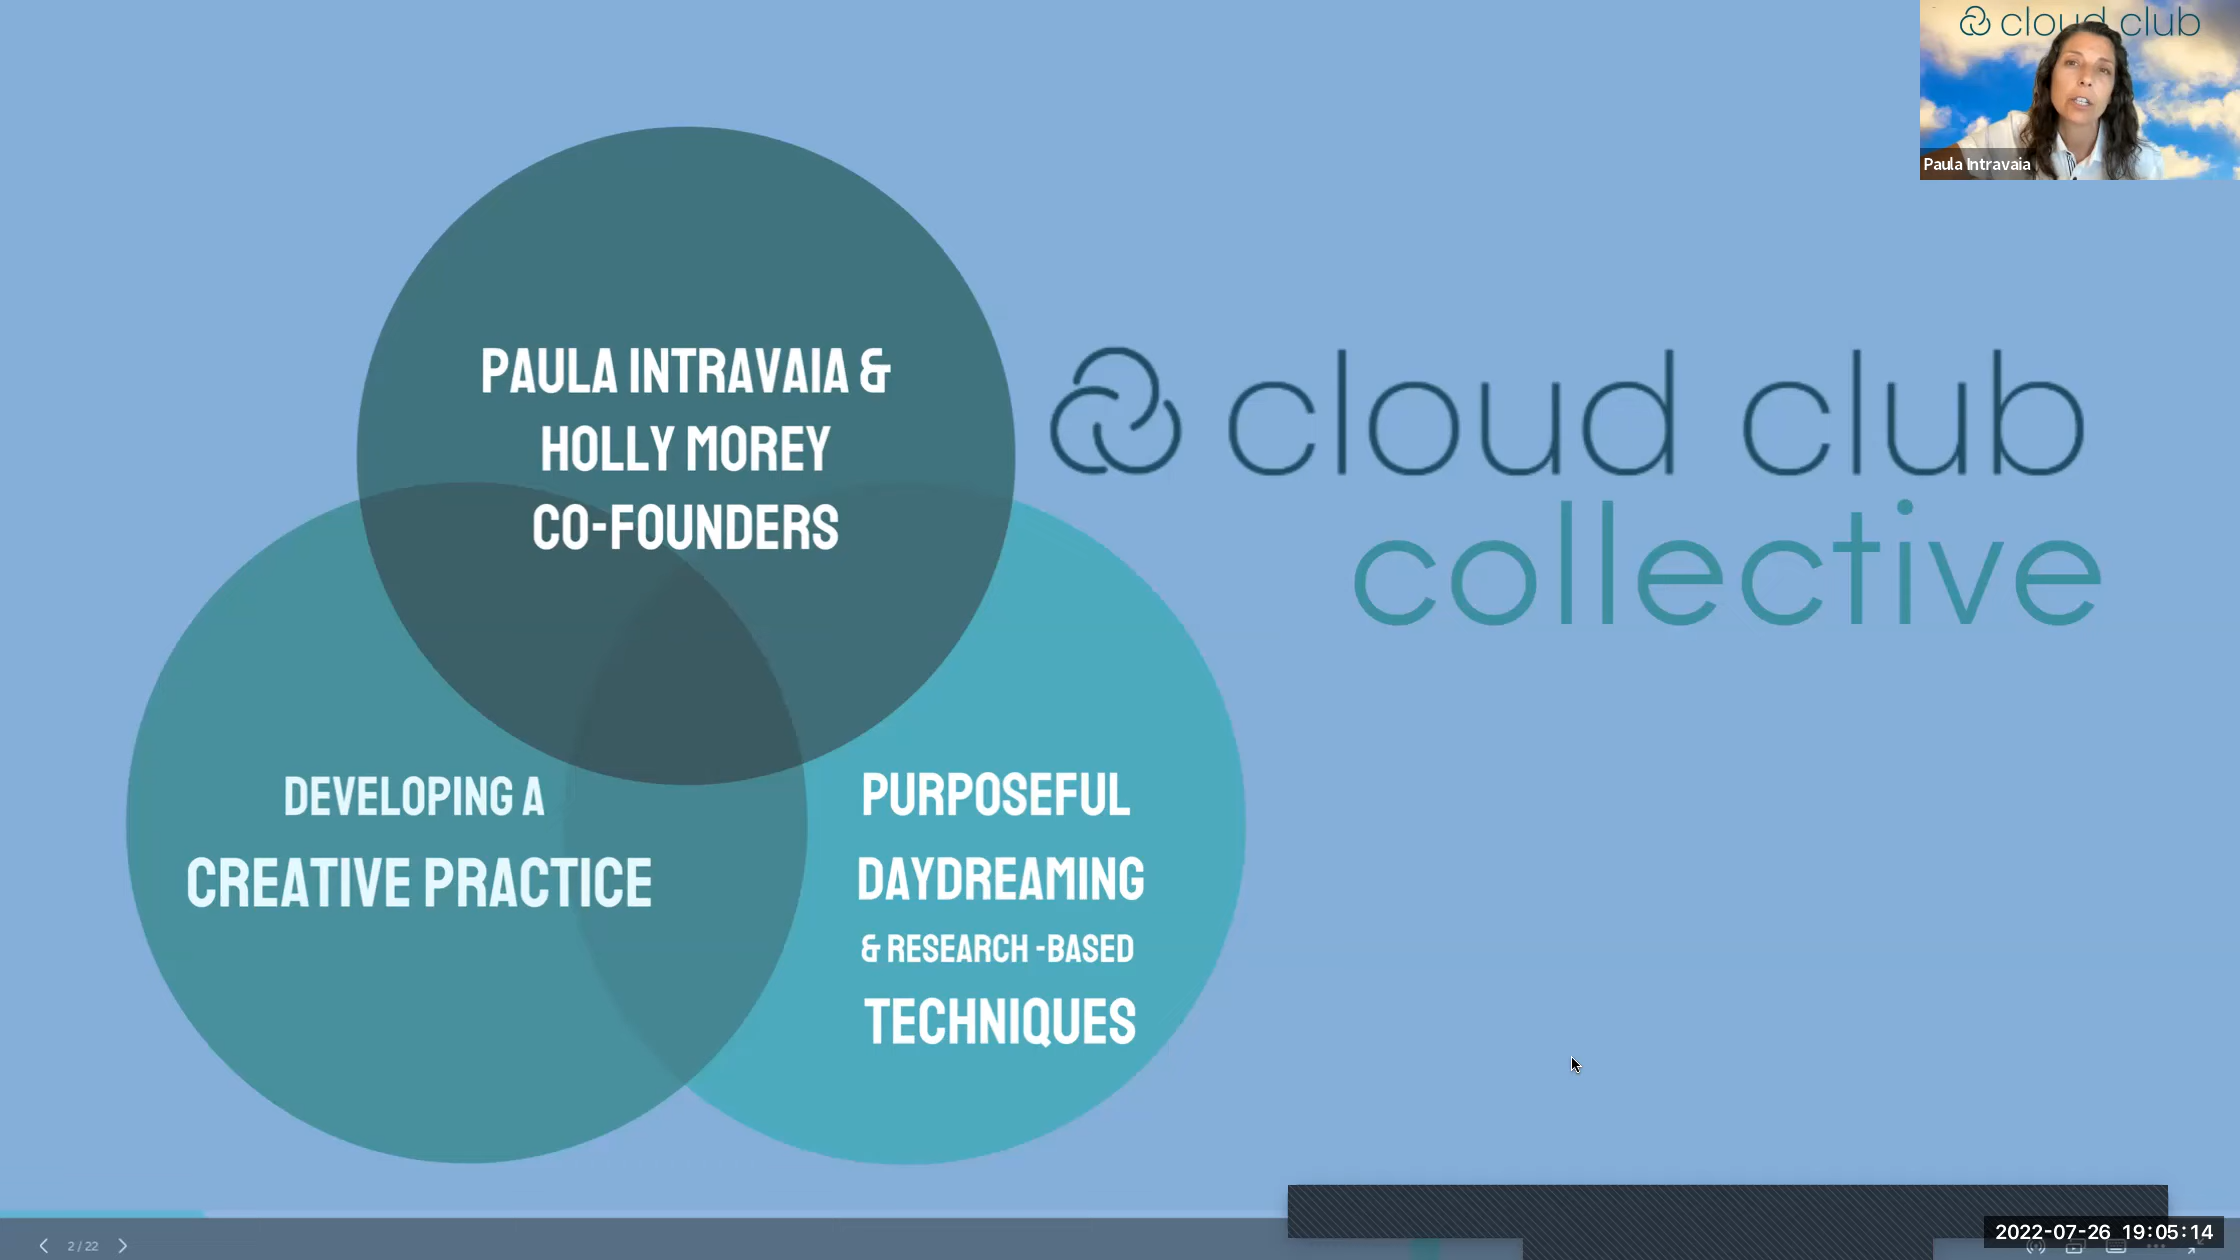 cloud club
Paula Intravaia
PAULA INTRAVAIA &
HOLLY MOREY
CO-FOUNDERS
cloud club
collective
DEVELOPING A
CREATIVE PRACTICE
PURPOSEFUL
DAYDREAMING
& RESEARCH -BASED
TECHNIQUES
2 / 22
2022-07-26 19:05:14